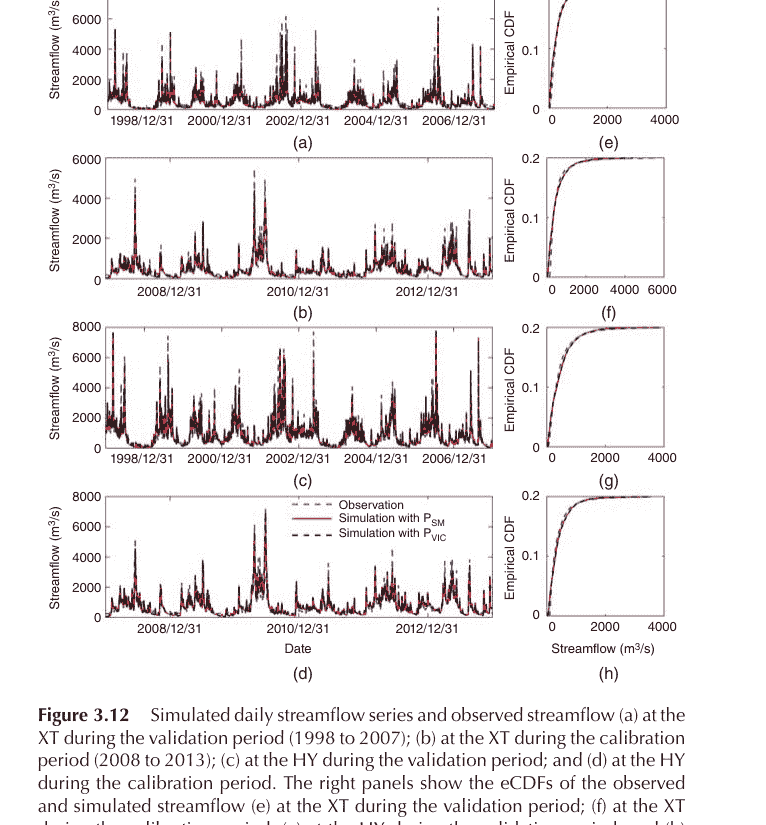 Streamflow (m³/s)
6000
4000
2000
0
1998/12/31 2000/12/31 2002/12/31 2004/12/31 2006/12/31
(a)
Empirical CDF
0.1
0
0 2000 4000
(e)
Streamflow (m³/s)
6000
4000
2000
0
2008/12/31 2010/12/31 2012/12/31
(b)
Empirical CDF
0.2
0.1
0
0 2000 4000 6000
(f)
Streamflow (m³/s)
8000
6000
4000
2000
0
1998/12/31 2000/12/31 2002/12/31 2004/12/31 2006/12/31
(c)
Empirical CDF
0.2
0.1
0
0 2000 4000
(g)
Streamflow (m³/s)
8000
6000
4000
2000
0
Observation
Simulation with P_SM
Simulation with P_VIC
2008/12/31 2010/12/31 2012/12/31
Date
(d)
Empirical CDF
0.2
0.1
0
0 2000 4000
Streamflow (m³/s)
(h)
Figure 3.12 Simulated daily streamflow series and observed streamflow (a) at the
XT during the validation period (1998 to 2007); (b) at the XT during the calibration
period (2008 to 2013); (c) at the HY during the validation period; and (d) at the HY
during the calibration period. The right panels show the eCDFs of the observed
and simulated streamflow (e) at the XT during the validation period; (f) at the XT